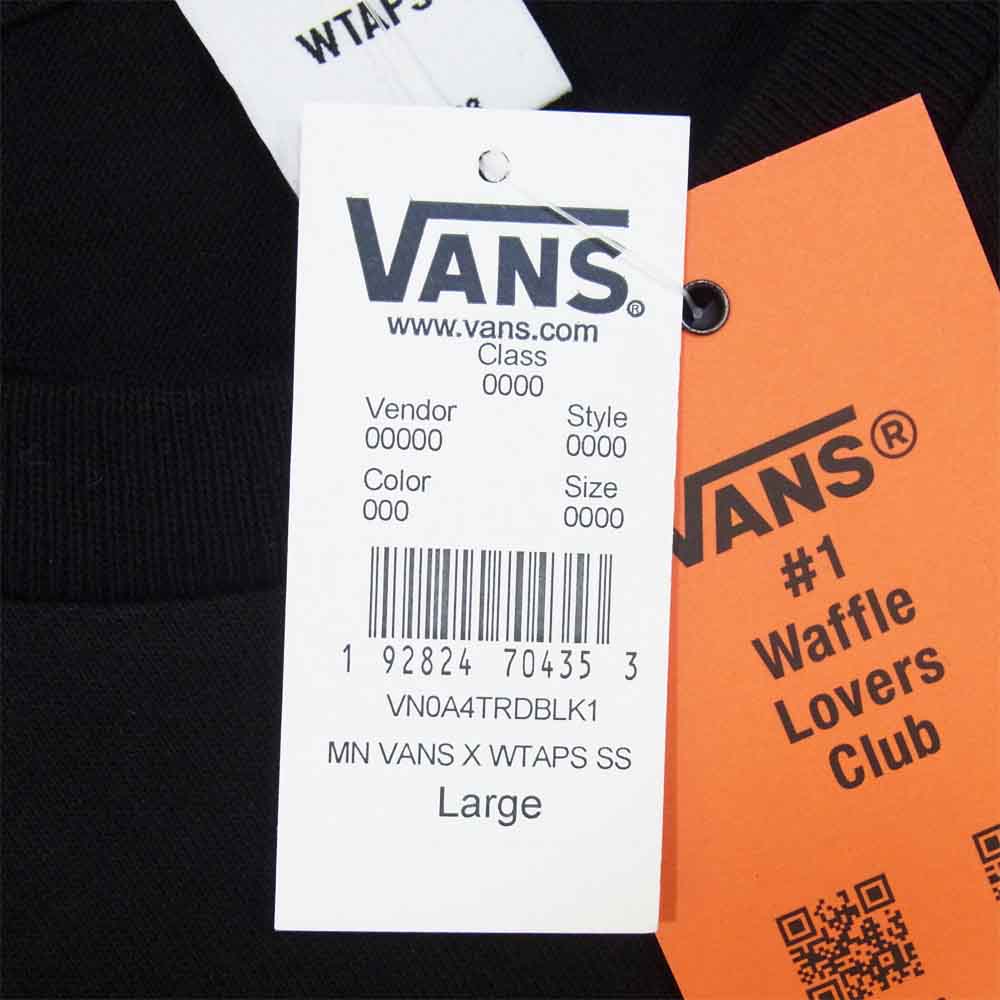 WTAPS
VANS®
www.vans.com
Class
0000
Vendor Style
00000 0000
Color Size
000 0000
1 92824 70435 3
VN0A4TRDBLK1
MN VANS X WTAPS SS
Large
VANS®
#1
Waffle
Lovers
Club